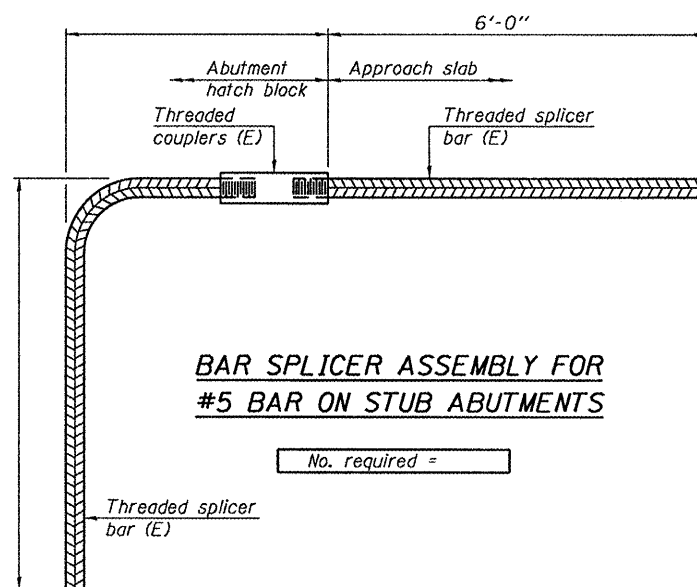 6'-0"
Abutment
hatch block
Approach slab
Threaded
couplers (E)
Threaded splicer
bar (E)
BAR SPLICER ASSEMBLY FOR
#5 BAR ON STUB ABUTMENTS
No. required =
Threaded splicer
bar (E)